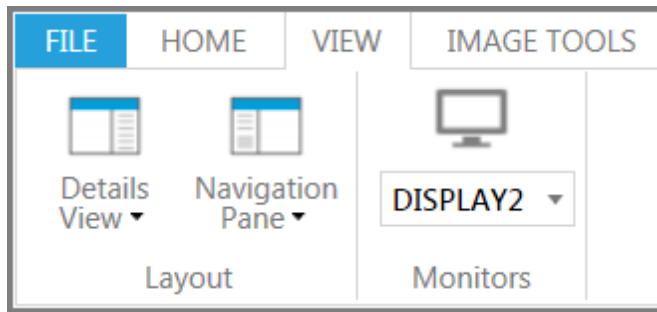 FILE HOME VIEW IMAGE TOOLS
Details Navigation
View Pane
DISPLAY2
Layout Monitors